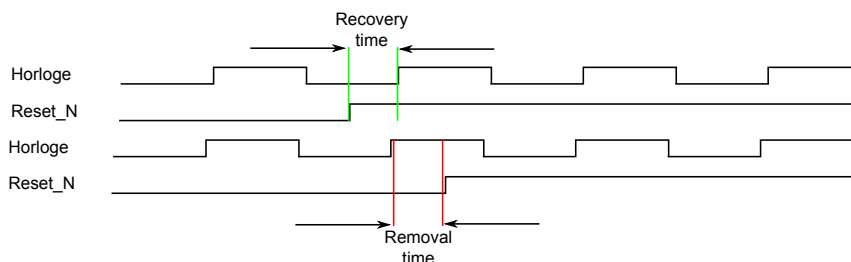 Recovery
time
Horloge
Reset_N
Horloge
Reset_N
Removal
time